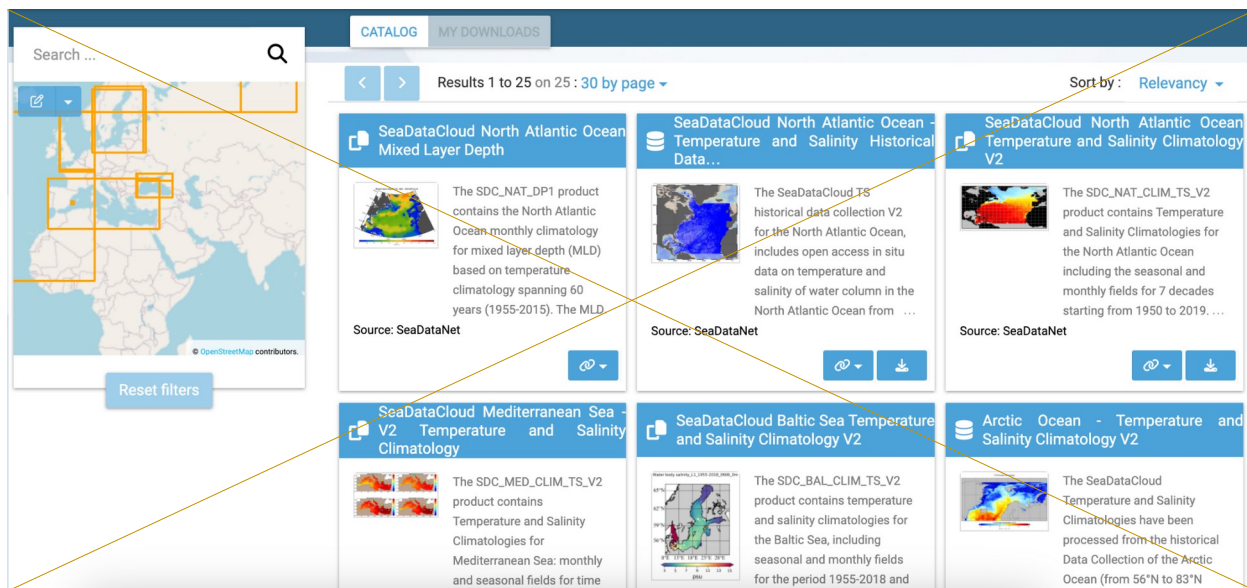 CATALOG
MY DOWNLOADS
Search ...
Results 1 to 25 on 25 : 30 by page
Sort by :
Relevancy
© OpenStreetMap contributors.
Reset filters
SeaDataCloud North Atlantic Ocean
Mixed Layer Depth
The SDC_NAT_DP1 product
contains the North Atlantic
Ocean monthly climatology
for mixed layer depth (MLD)
based on temperature
climatology spanning 60
years (1955-2015). The MLD
Source: SeaDataNet
SeaDataCloud North Atlantic Ocean -
Temperature and Salinity Historical
Data...
The SeaDataCloud TS
historical data collection V2
for the North Atlantic Ocean,
includes open access in situ
data on temperature and
salinity of water column in the
North Atlantic Ocean from ...
Source: SeaDataNet
SeaDataCloud North Atlantic Ocean
Temperature and Salinity Climatology
V2
The SDC_NAT_CLIM_TS_V2
product contains Temperature
and Salinity Climatologies for
the North Atlantic Ocean
including the seasonal and
monthly fields for 7 decades
starting from 1950 to 2019. ...
Source: SeaDataNet
SeaDataCloud Mediterranean Sea -
V2 Temperature and Salinity
Climatology
The SDC_MED_CLIM_TS_V2
product contains
Temperature and Salinity
Climatologies for
Mediterranean Sea: monthly
and seasonal fields for time
SeaDataCloud Baltic Sea Temperature
and Salinity Climatology V2
psu
The SDC_BAL_CLIM_TS_V2
product contains temperature
and salinity climatologies for
the Baltic Sea, including
seasonal and monthly fields
for the period 1955-2018 and
Arctic Ocean - Temperature and
Salinity Climatology V2
The SeaDataCloud
Temperature and Salinity
Climatologies have been
processed from the historical
Data Collection of the Arctic
Ocean (from 56°N to 83°N